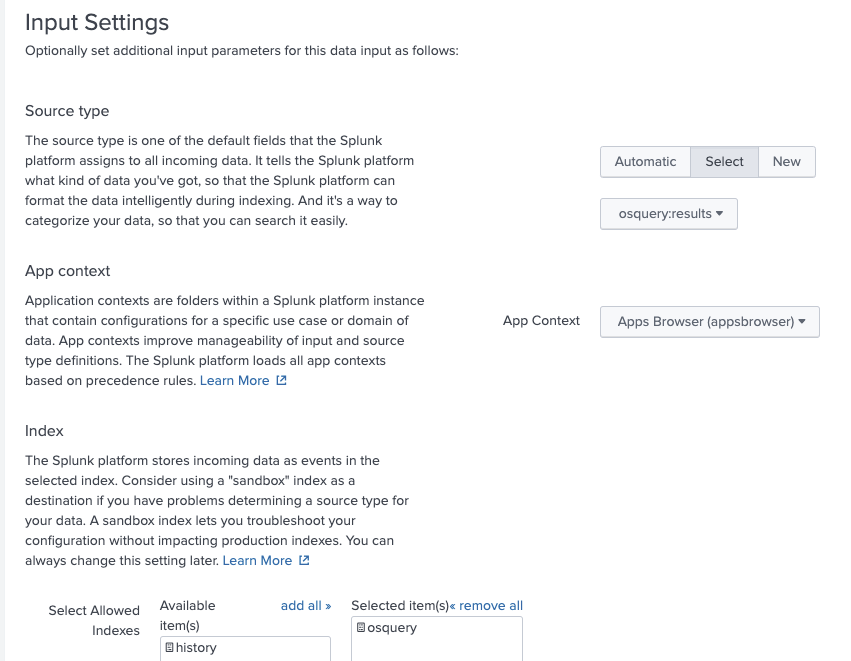 Input Settings
Optionally set additional input parameters for this data input as follows:
Source type
The source type is one of the default fields that the Splunk
platform assigns to all incoming data. It tells the Splunk platform
what kind of data you've got, so that the Splunk platform can
format the data intelligently during indexing. And it's a way to
categorize your data, so that you can search it easily.
Automatic Select New
osquery:results
App context
Application contexts are folders within a Splunk platform instance
that contain configurations for a specific use case or domain of
data. App contexts improve manageability of input and source
type definitions. The Splunk platform loads all app contexts
based on precedence rules. Learn More
App Context Apps Browser (appsbrowser)
Index
The Splunk platform stores incoming data as events in the
selected index. Consider using a "sandbox" index as a
destination if you have problems determining a source type for
your data. A sandbox index lets you troubleshoot your
configuration without impacting production indexes. You can
always change this setting later. Learn More
Select Allowed
Indexes
Available
item(s)
add all »
history
Selected item(s)« remove all
osquery